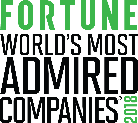 FORTUNE
WORLD'S MOST
ADMIRED
COMPANIES®
2018